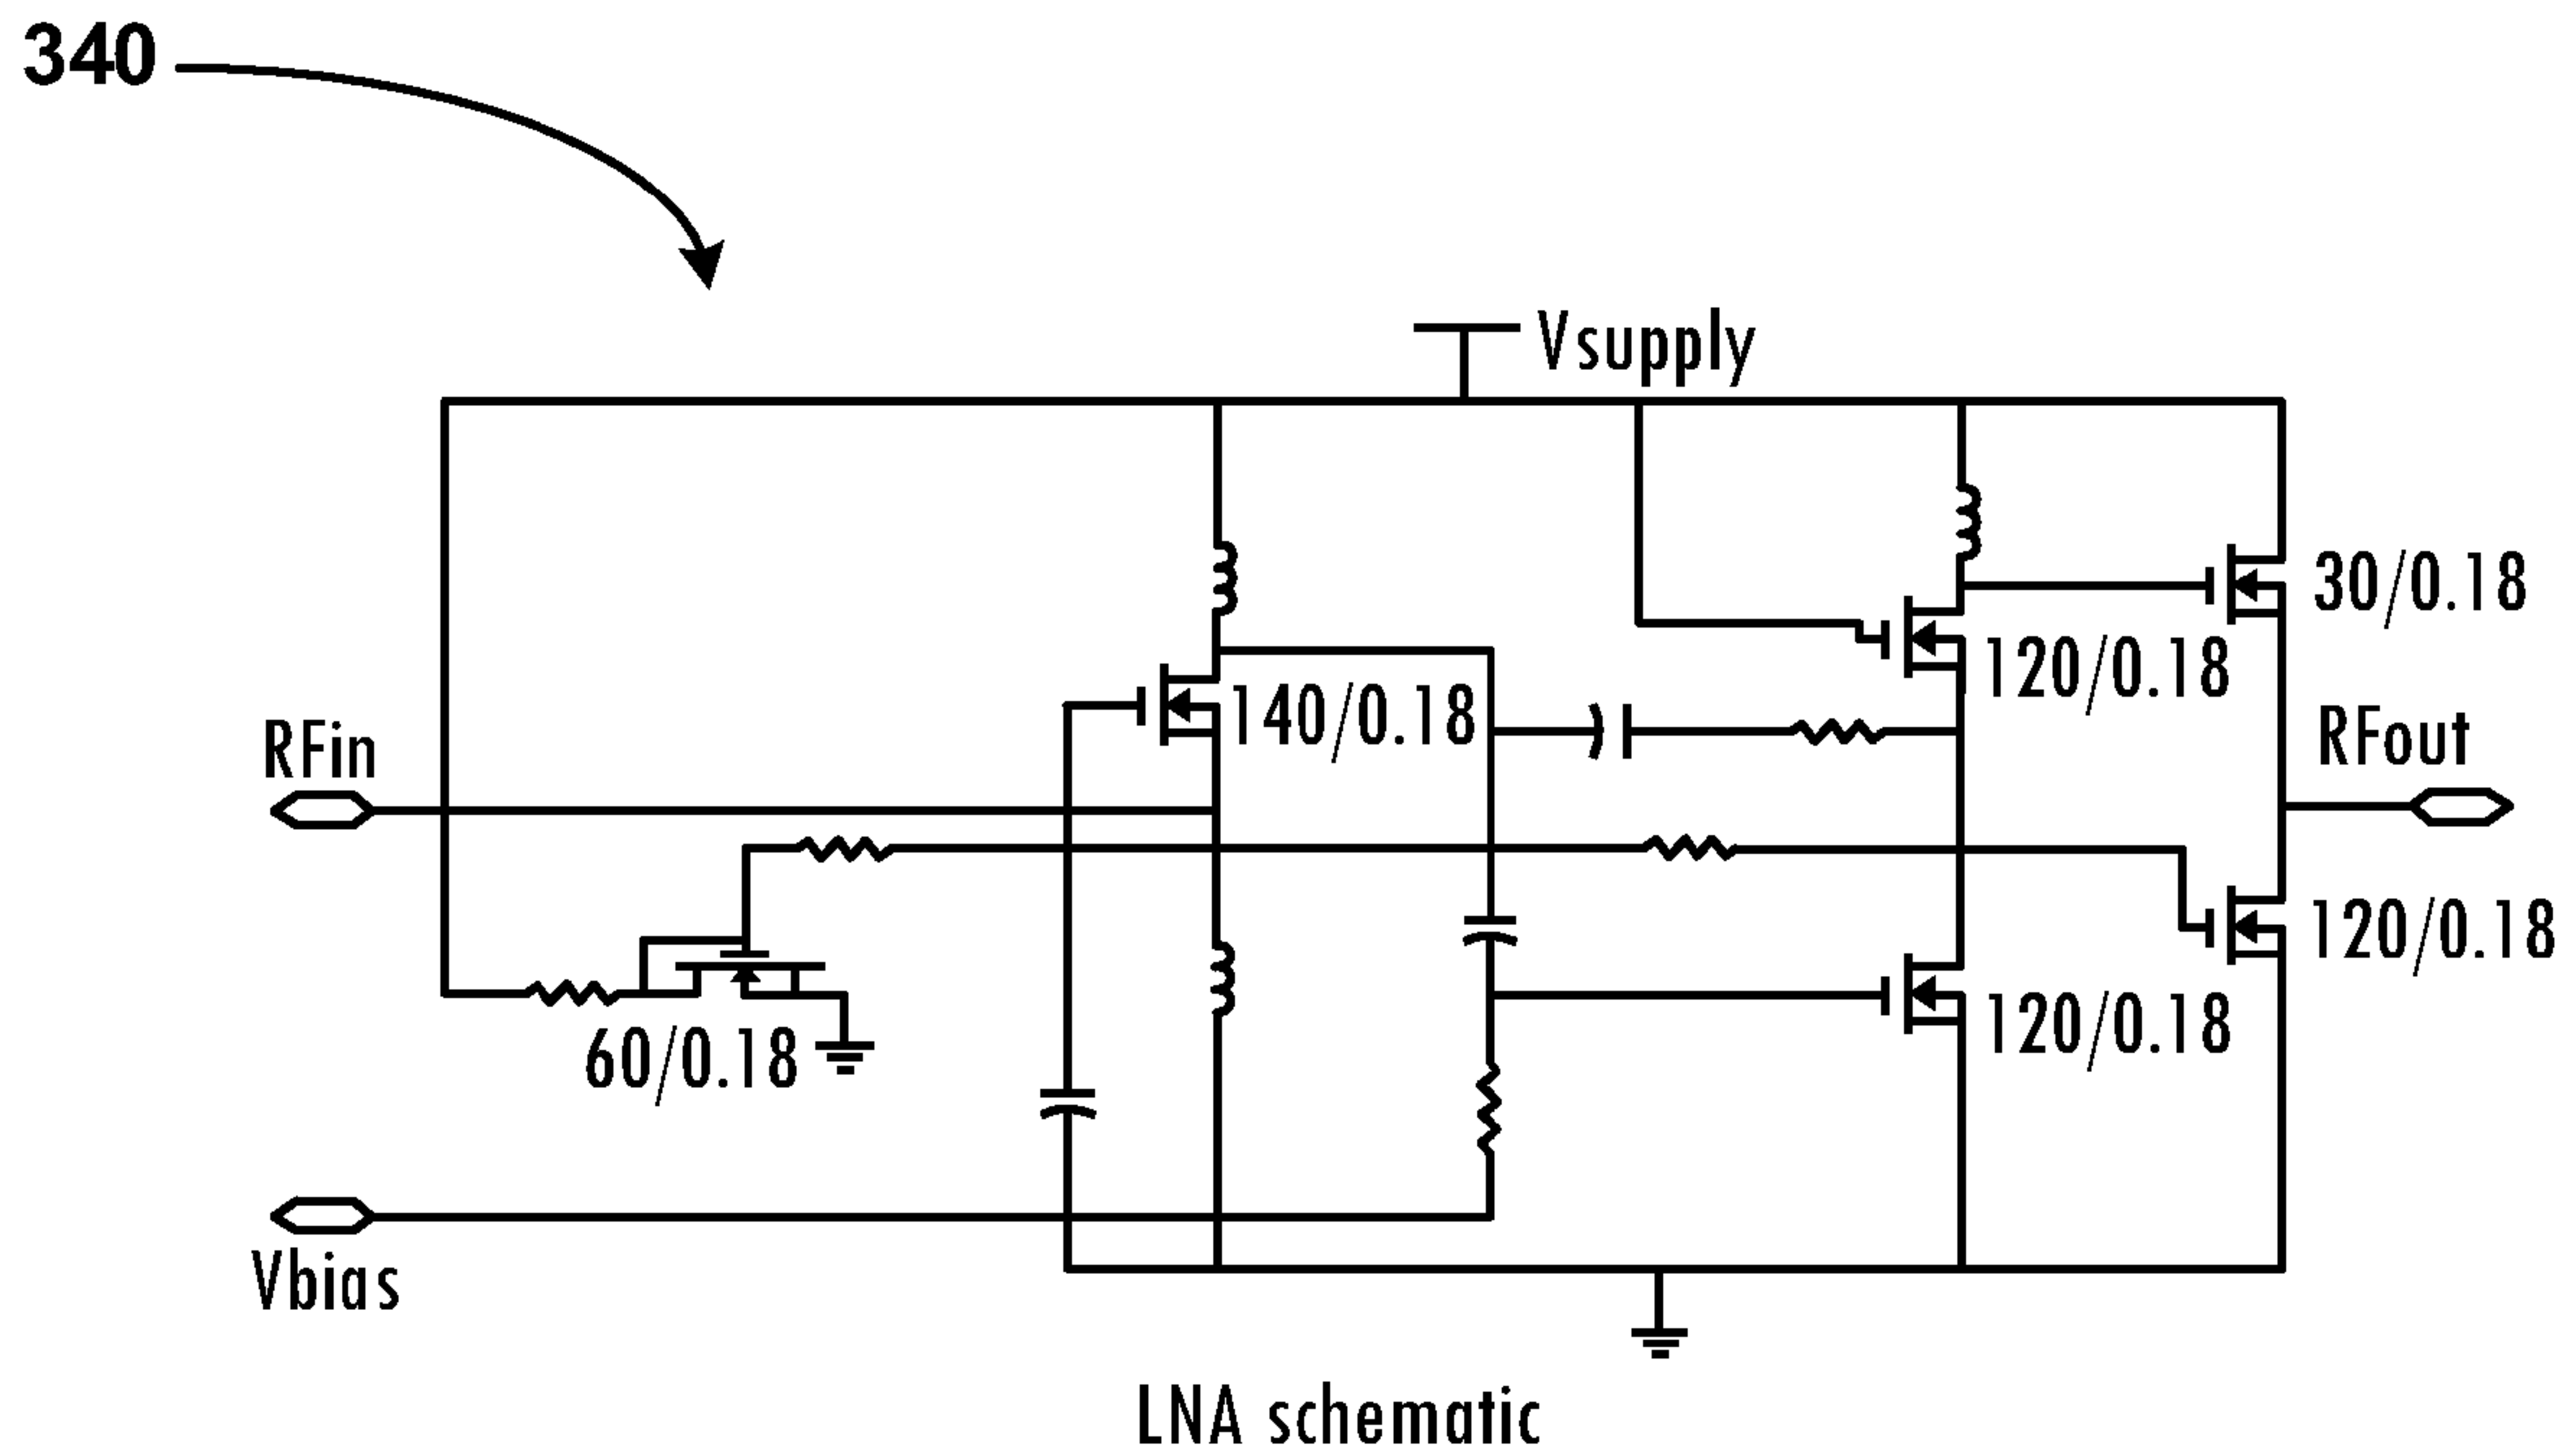 340
Vsupply
30/0.18
120/0.18
140/0.18
RFin
RFout
120/0.18
120/0.18
60/0.18
Vbias
LNA schematic